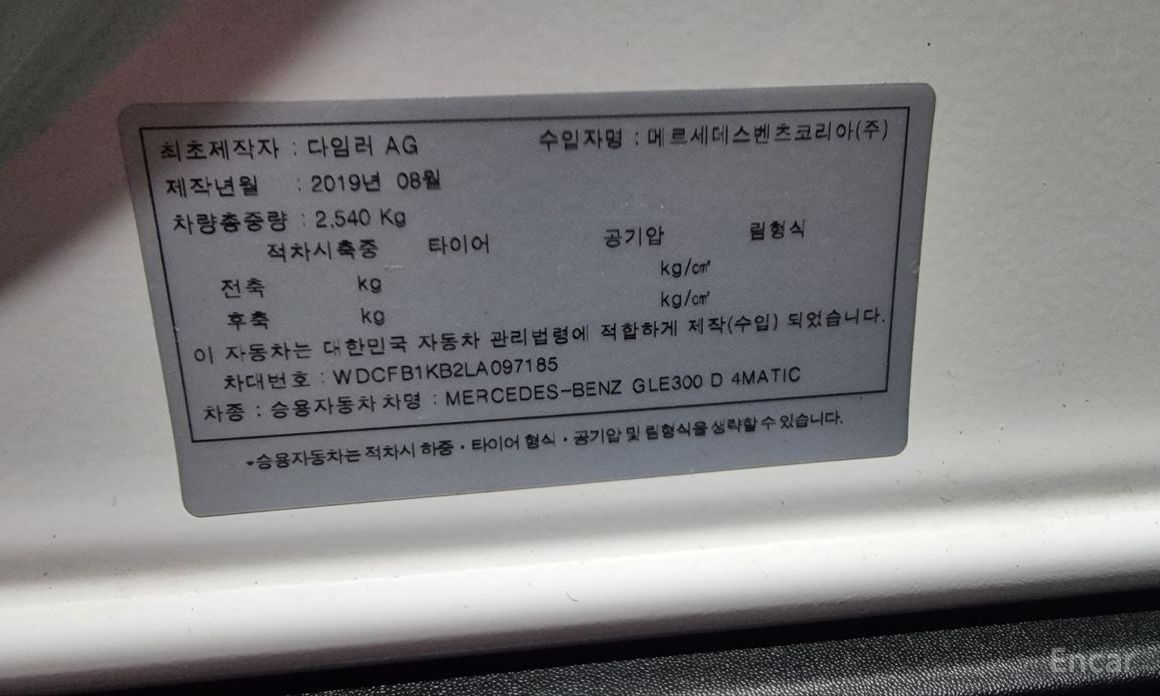 최초제작자 : 다임러 AG 수입자명 : 메르세데스벤츠코리아(주)
제작년월 : 2019년 08월
차량총중량 : 2,540 Kg
적차시축중 타이어 공기압 림형식
전축 kg kg/㎠
후축 kg kg/㎠
이 자동차는 대한민국 자동차 관리법령에 적합하게 제작(수입) 되었습니다.
차대번호 : WDCFB1KB2LA097185
차종 : 승용자동차 차명 : MERCEDES-BENZ GLE300 D 4MATIC
*승용자동차는 적차시 하중·타이어 형식·공기압 및 림형식을 생략할 수 있습니다.
Encar